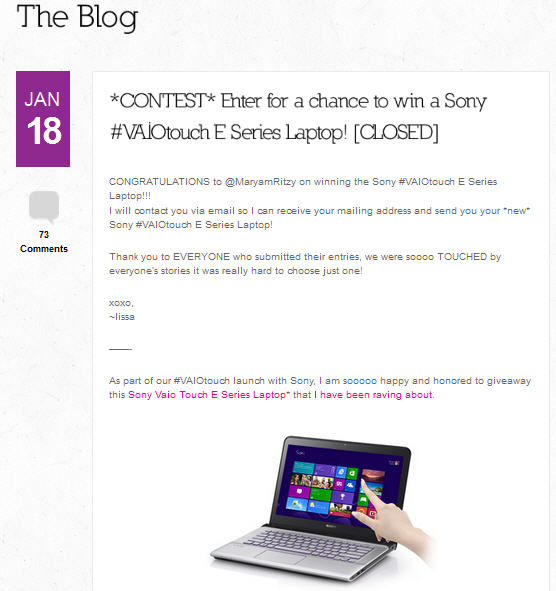 The Blog
JAN
18
73
Comments
*CONTEST* Enter for a chance to win a Sony
#VAIOtouch E Series Laptop! [CLOSED]
CONGRATULATIONS to @MaryamRitzy on winning the Sony #VAIOtouch E Series
Laptop!!!
I will contact you via email so I can receive your mailing address and send you your *new*
Sony #VAIOtouch E Series Laptop!
Thank you to EVERYONE who submitted their entries, we were soooo TOUCHED by
everyone's stories it was really hard to choose just one!
xoxo,
~lissa
——-
As part of our #VAIOtouch launch with Sony, I am sooooo happy and honored to giveaway
this Sony Vaio Touch E Series Laptop* that I have been raving about.